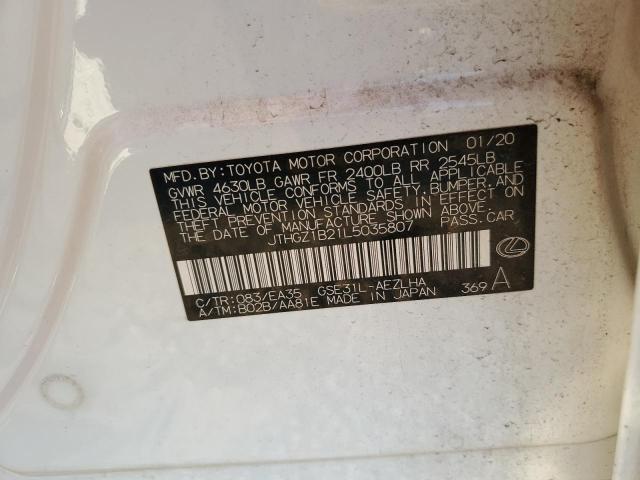 MFD. BY: TOYOTA MOTOR CORPORATION 01/20
GVWR 4630LB GAWR FR 2400LB RR 2545LB
THIS VEHICLE CONFORMS TO ALL APPLICABLE
FEDERAL MOTOR VEHICLE SAFETY, BUMPER, AND
THEFT PREVENTION STANDARDS IN EFFECT ON
THE DATE OF MANUFACTURE SHOWN ABOVE.
JTHGZ1B21L5035807 PASS. CAR
C/TR: 083/EA35 GSE31L-AEZLHA 369 A
A/TM: B02B/AA81E MADE IN JAPAN